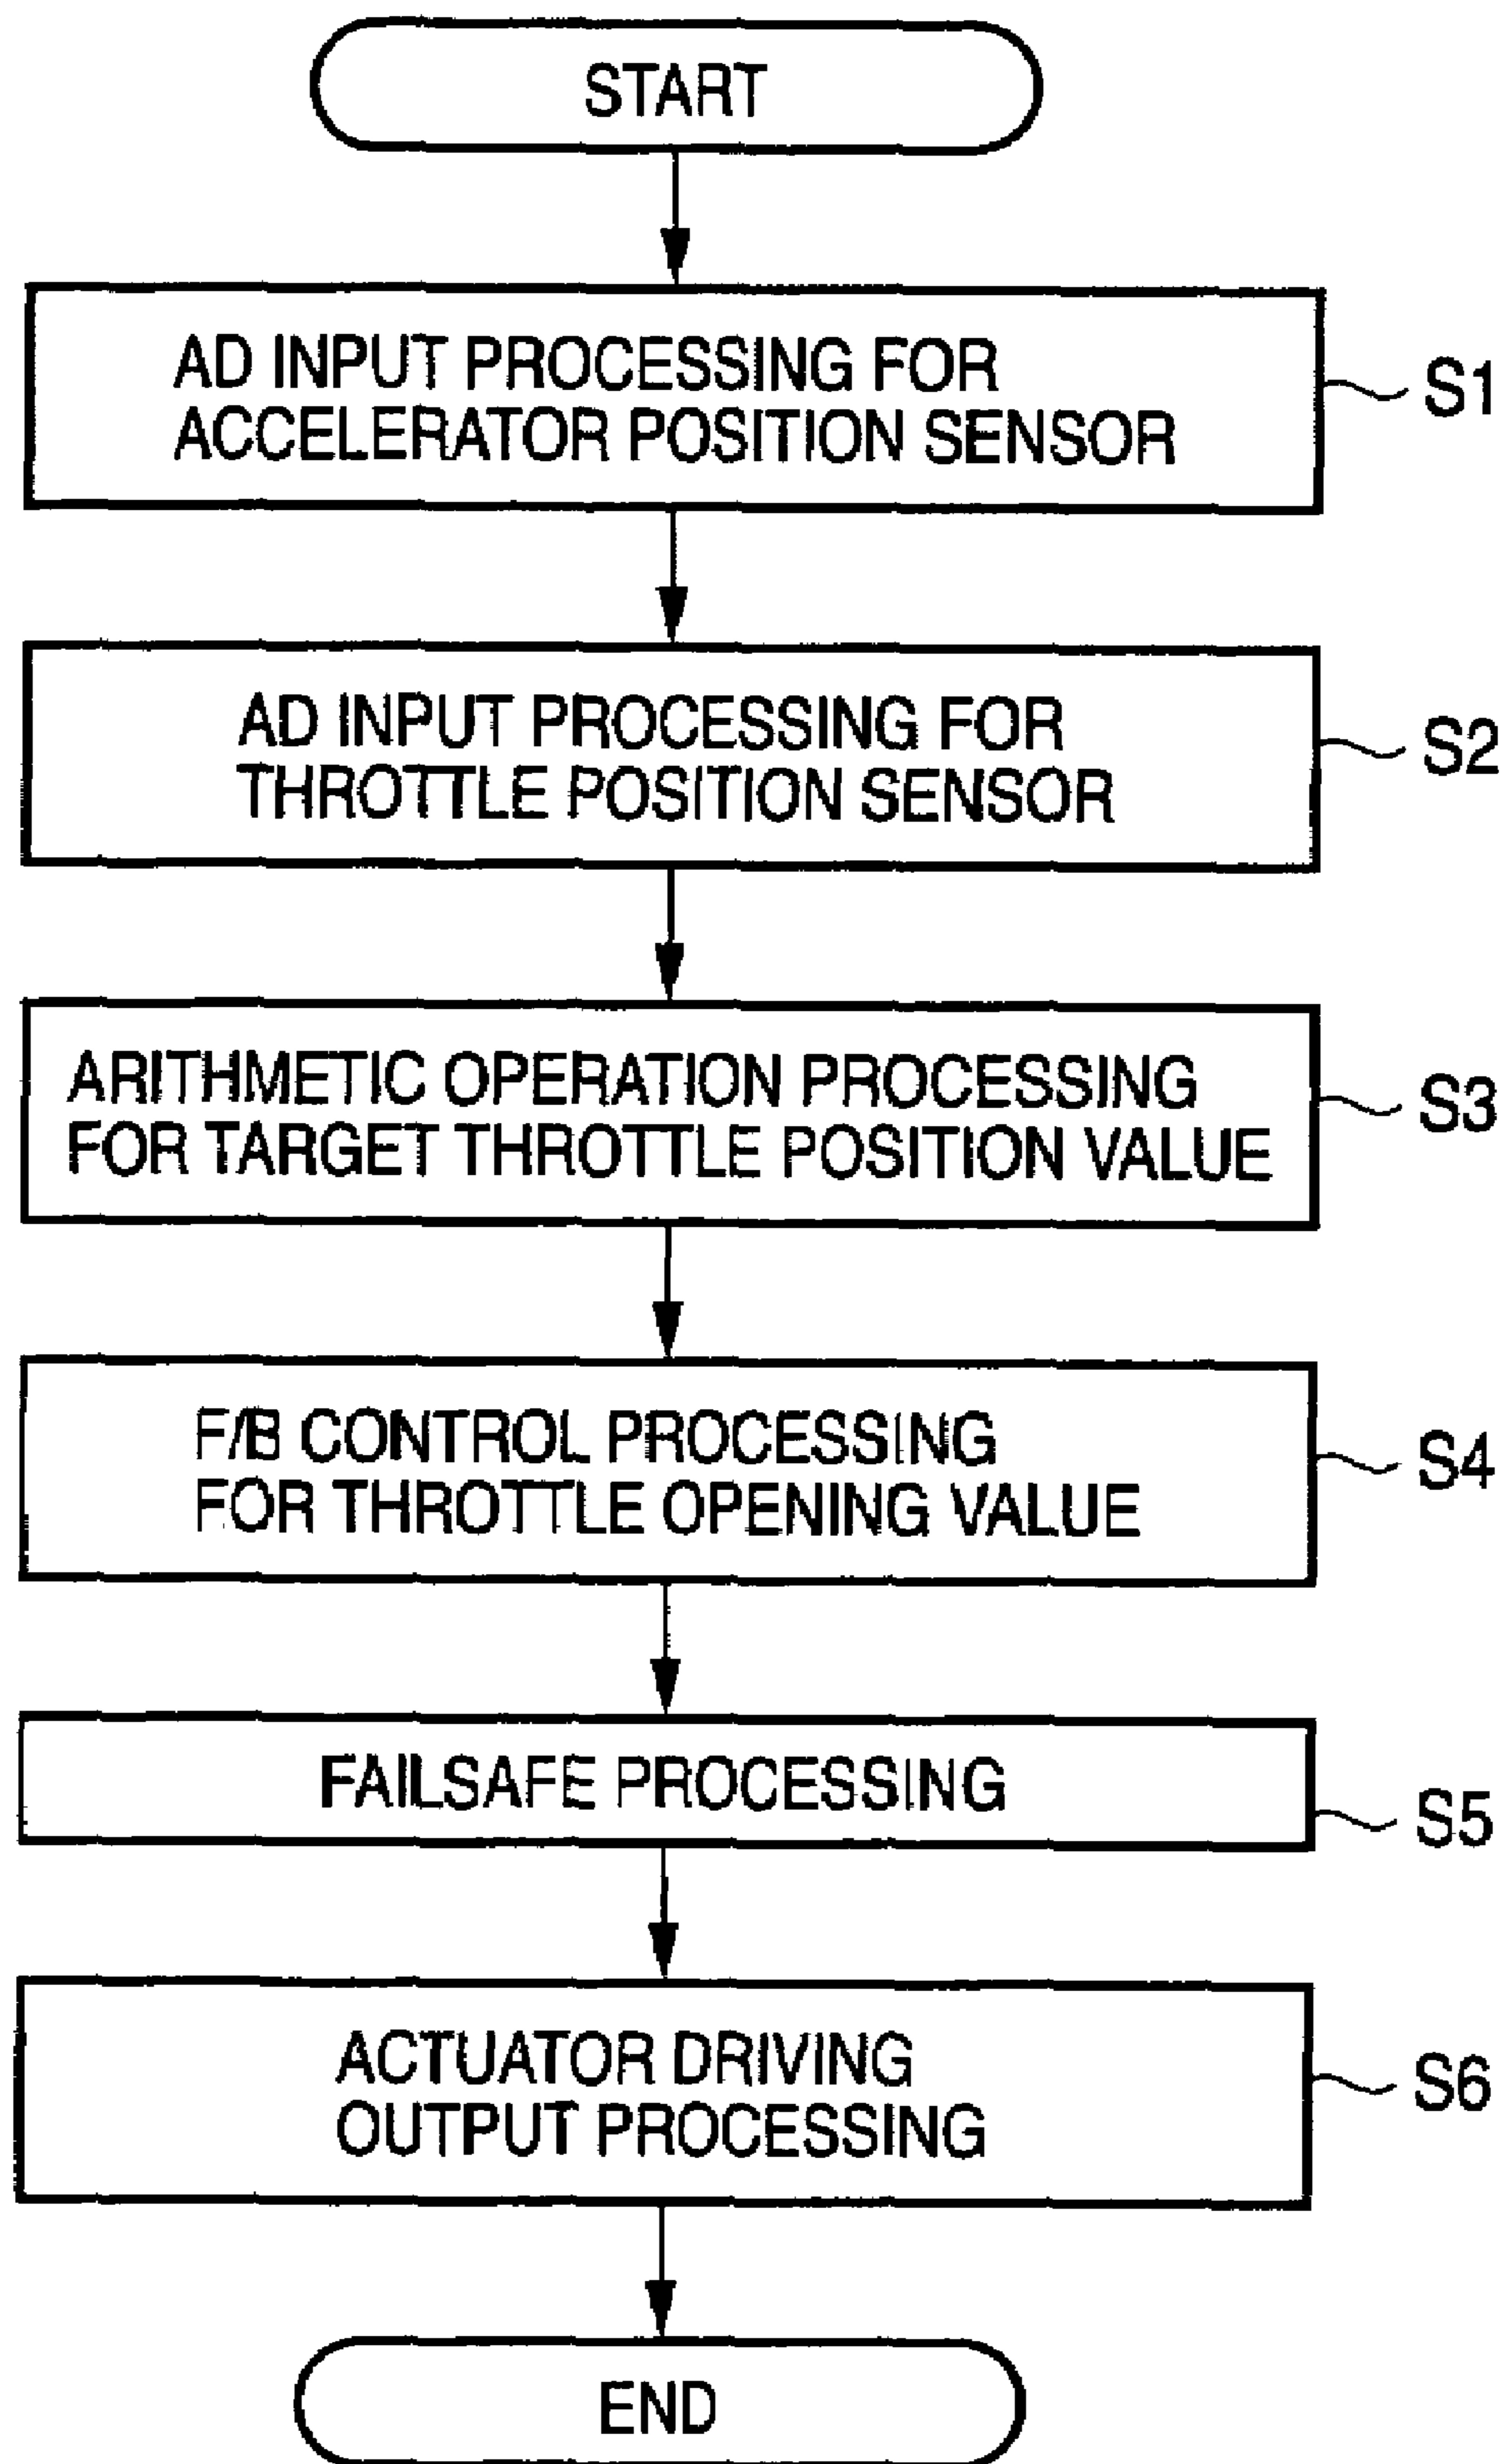 START
AD INPUT PROCESSING FOR
ACCELERATOR POSITION SENSOR
S1
AD INPUT PROCESSING FOR
THROTTLE POSITION SENSOR
S2
ARITHMETIC OPERATION PROCESSING
FOR TARGET THROTTLE POSITION VALUE
S3
F/B CONTROL PROCESSING
FOR THROTTLE OPENING VALUE
S4
FAILSAFE PROCESSING
S5
ACTUATOR DRIVING
OUTPUT PROCESSING
S6
END